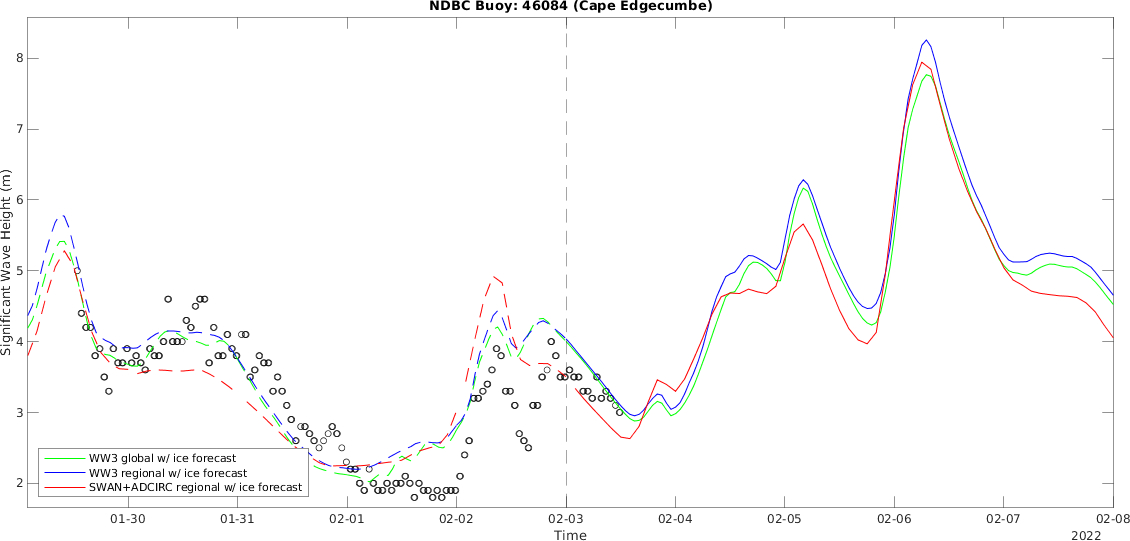 NDBC Buoy: 46084 (Cape Edgecumbe)
Significant Wave Height (m)
8
7
6
5
4
3
2
WW3 global w/ ice forecast
WW3 regional w/ ice forecast
SWAN+ADCIRC regional w/ ice forecast
01-30 01-31 02-01 02-02 02-03 02-04 02-05 02-06 02-07 02-08
Time
2022